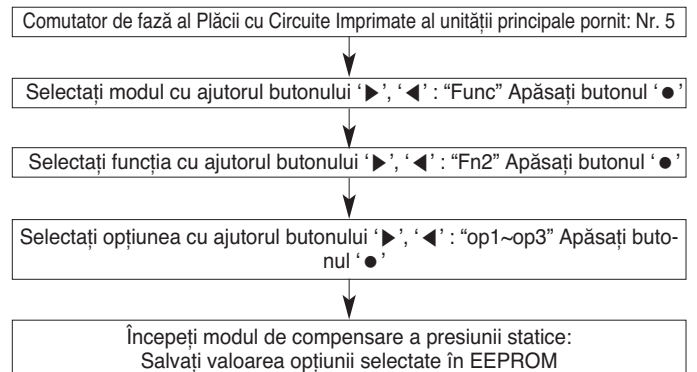 Comutator de fază al Plăcii cu Circuite Imprimate al unității principale pornit: Nr. 5
Selectați modul cu ajutorul butonului ‘▶’, ‘◀’ : “Func” Apăsați butonul ‘●’
Selectați funcția cu ajutorul butonului ‘▶’, ‘◀’ : “Fn2” Apăsați butonul ‘●’
Selectați opțiunea cu ajutorul butonului ‘▶’, ‘◀’ : “op1~op3” Apăsați buto-
nul ‘●’
Începeți modul de compensare a presiunii statice:
Salvați valoarea opțiunii selectate în EEPROM